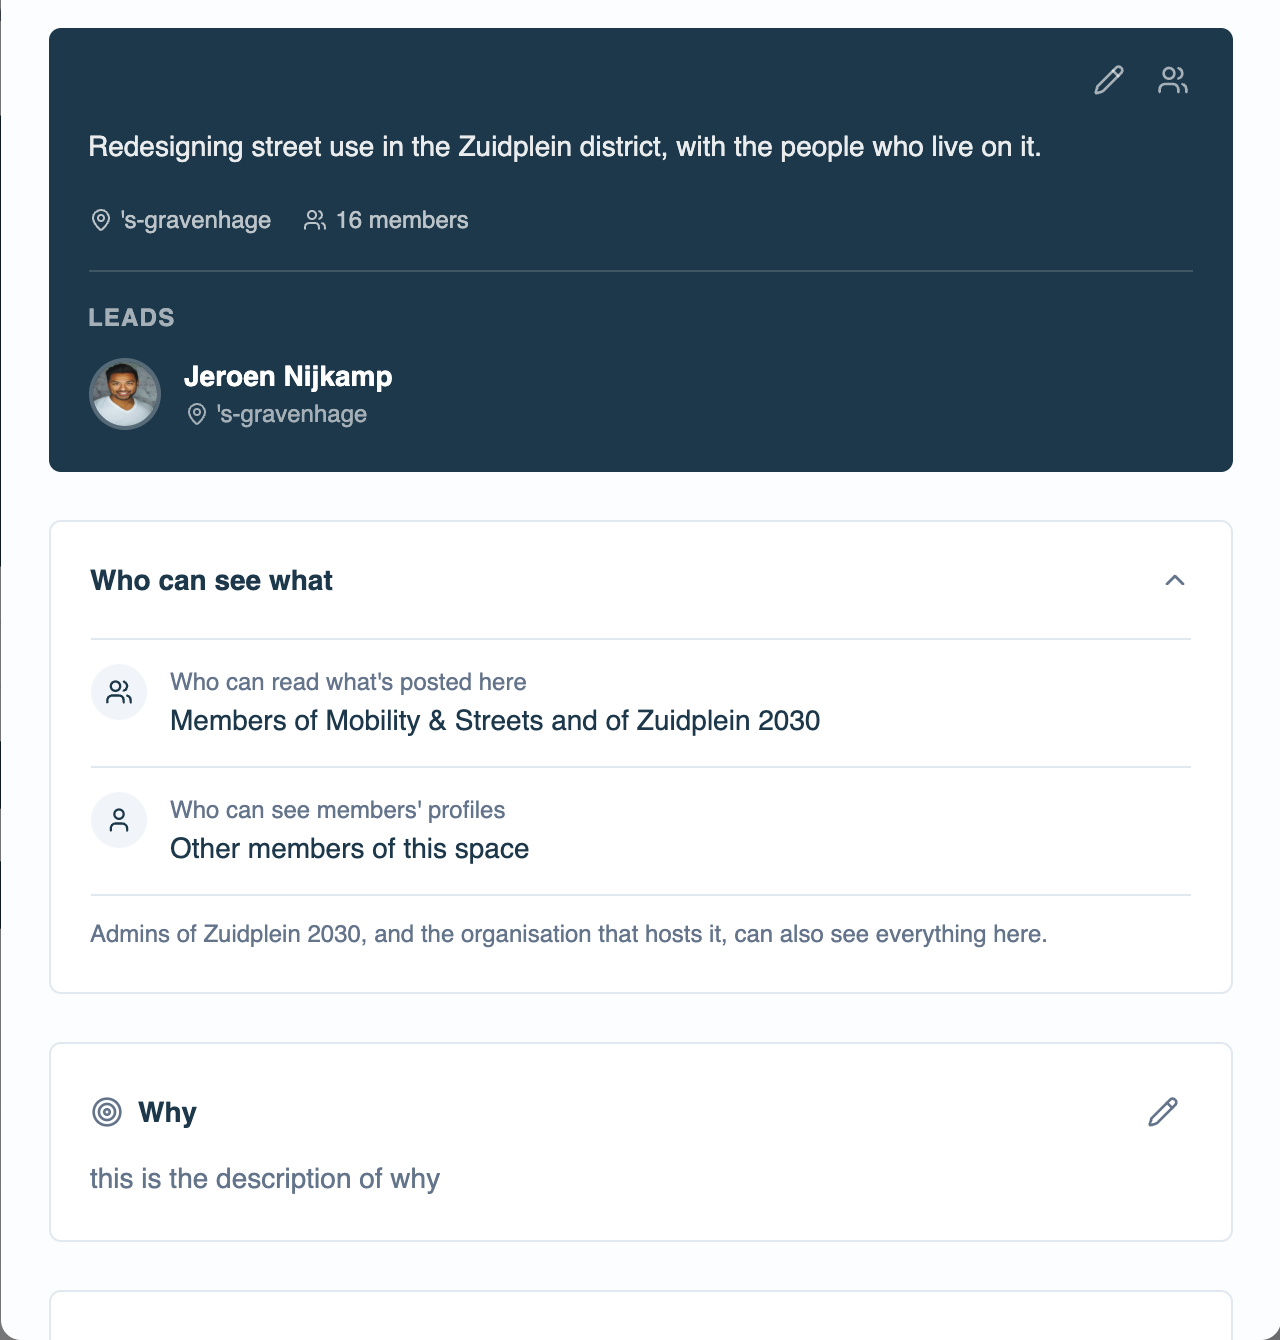 Redesigning street use in the Zuidplein district, with the people who live on it.
's-gravenhage 16 members
LEADS
Jeroen Nijkamp
's-gravenhage
Who can see what
Who can read what's posted here
Members of Mobility & Streets and of Zuidplein 2030
Who can see members' profiles
Other members of this space
Admins of Zuidplein 2030, and the organisation that hosts it, can also see everything here.
Why
this is the description of why